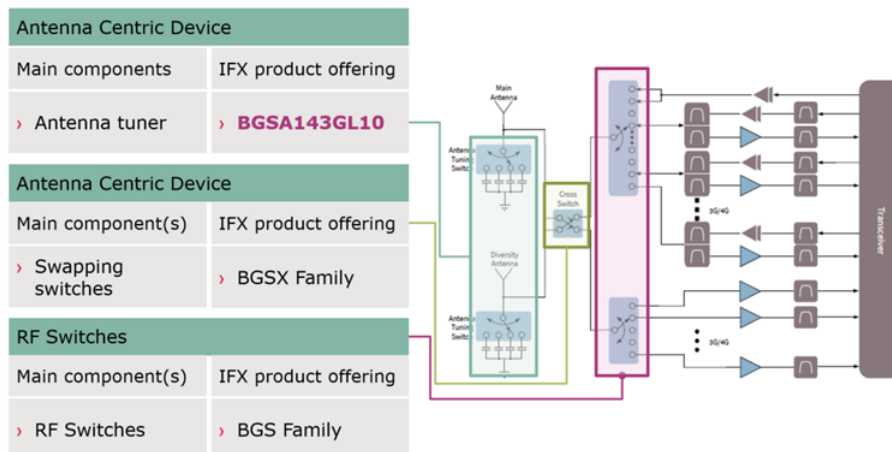 Antenna Centric Device
Main components
IFX product offering
› Antenna tuner
› BGSA143GL10
Antenna Centric Device
Main component(s)
IFX product offering
› Swapping
switches
› BGSX Family
RF Switches
Main component(s)
IFX product offering
› RF Switches
› BGS Family
Main
Antenna
Antenna
Tuning
Switch
Cross
Switch
Diversity
Antenna
Antenna
Tuning
Switch
3G/4G
3G/4G
Transceiver